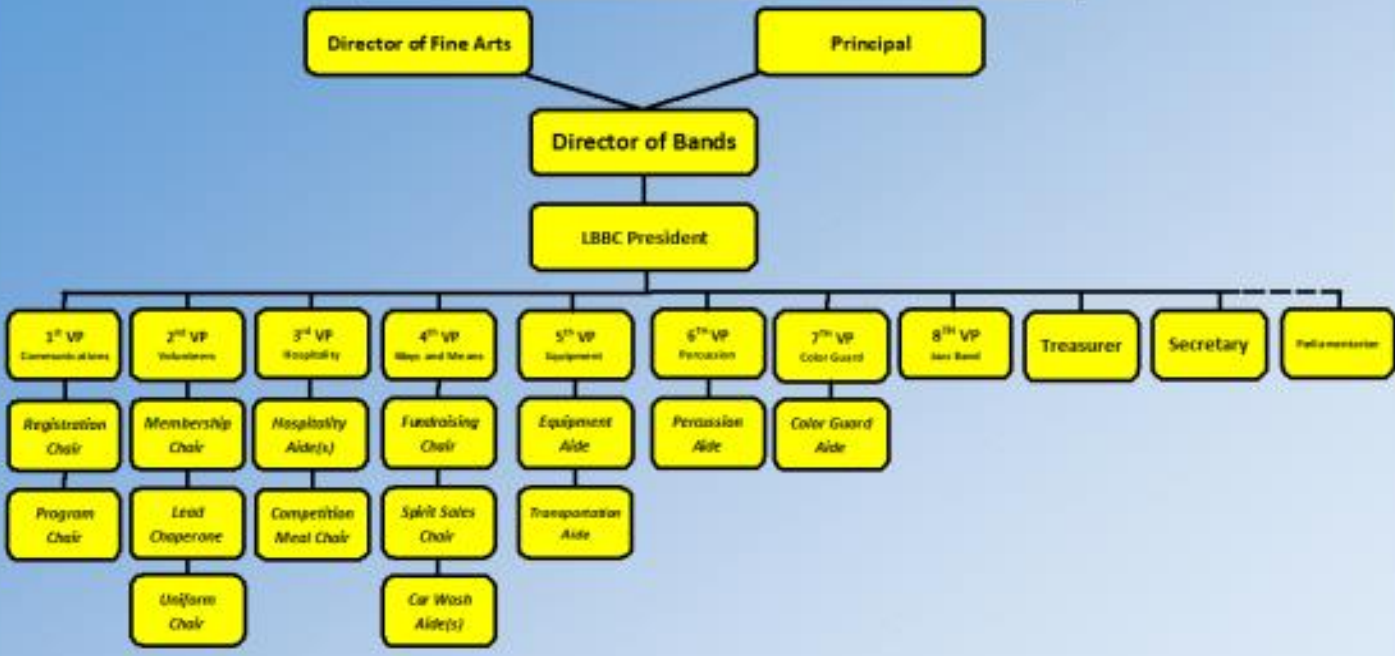 Director of Fine Arts
Principal
Director of Bands
LBBC President
1st VP
Communications
2nd VP
Volunteers
3rd VP
Hospitality
4th VP
Ways and Means
5th VP
Equipment
6TH VP
Percussion
7TH VP
Color Guard
8TH VP
Jazz Band
Treasurer
Secretary
Parliamentarian
Registration
Chair
Membership
Chair
Hospitality
Aide(s)
Fundraising
Chair
Equipment
Aide
Percussion
Aide
Color Guard
Aide
Program
Chair
Lead
Chaperone
Competition
Meal Chair
Spirit Sales
Chair
Transportation
Aide
Uniform
Chair
Car Wash
Aide(s)